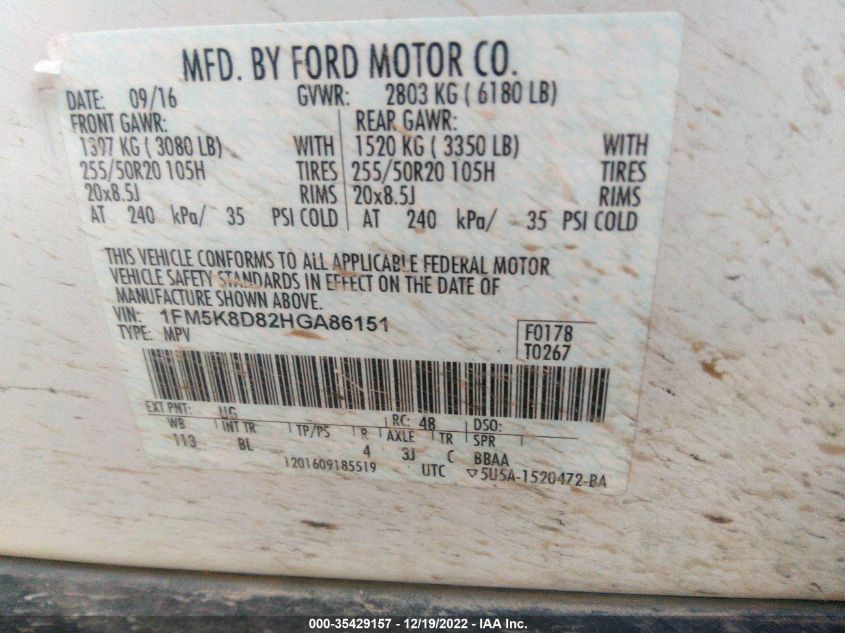 MFD. BY FORD MOTOR CO.
DATE: 09/16 GVWR: 2803 KG ( 6180 LB)
FRONT GAWR: REAR GAWR:
1397 KG ( 3080 LB) WITH 1520 KG ( 3350 LB) WITH
255/50R20 105H TIRES 255/50R20 105H TIRES
20x8.5J RIMS 20x8.5J RIMS
AT 240 kPa/ 35 PSI COLD AT 240 kPa/ 35 PSI COLD
THIS VEHICLE CONFORMS TO ALL APPLICABLE FEDERAL MOTOR
VEHICLE SAFETY STANDARDS IN EFFECT ON THE DATE OF
MANUFACTURE SHOWN ABOVE.
VIN: 1FM5K8D82HGA86151
TYPE: MPV
F0178
T0267
EXT PNT: UG RC: 48 DSO:
WB INT TR TP/PS R AXLE TR SPR
113 BL 4 3J C BBAA
1201609185519 UTC ▽5U5A-1520472-BA
000-35429157 - 12/19/2022 - IAA Inc.